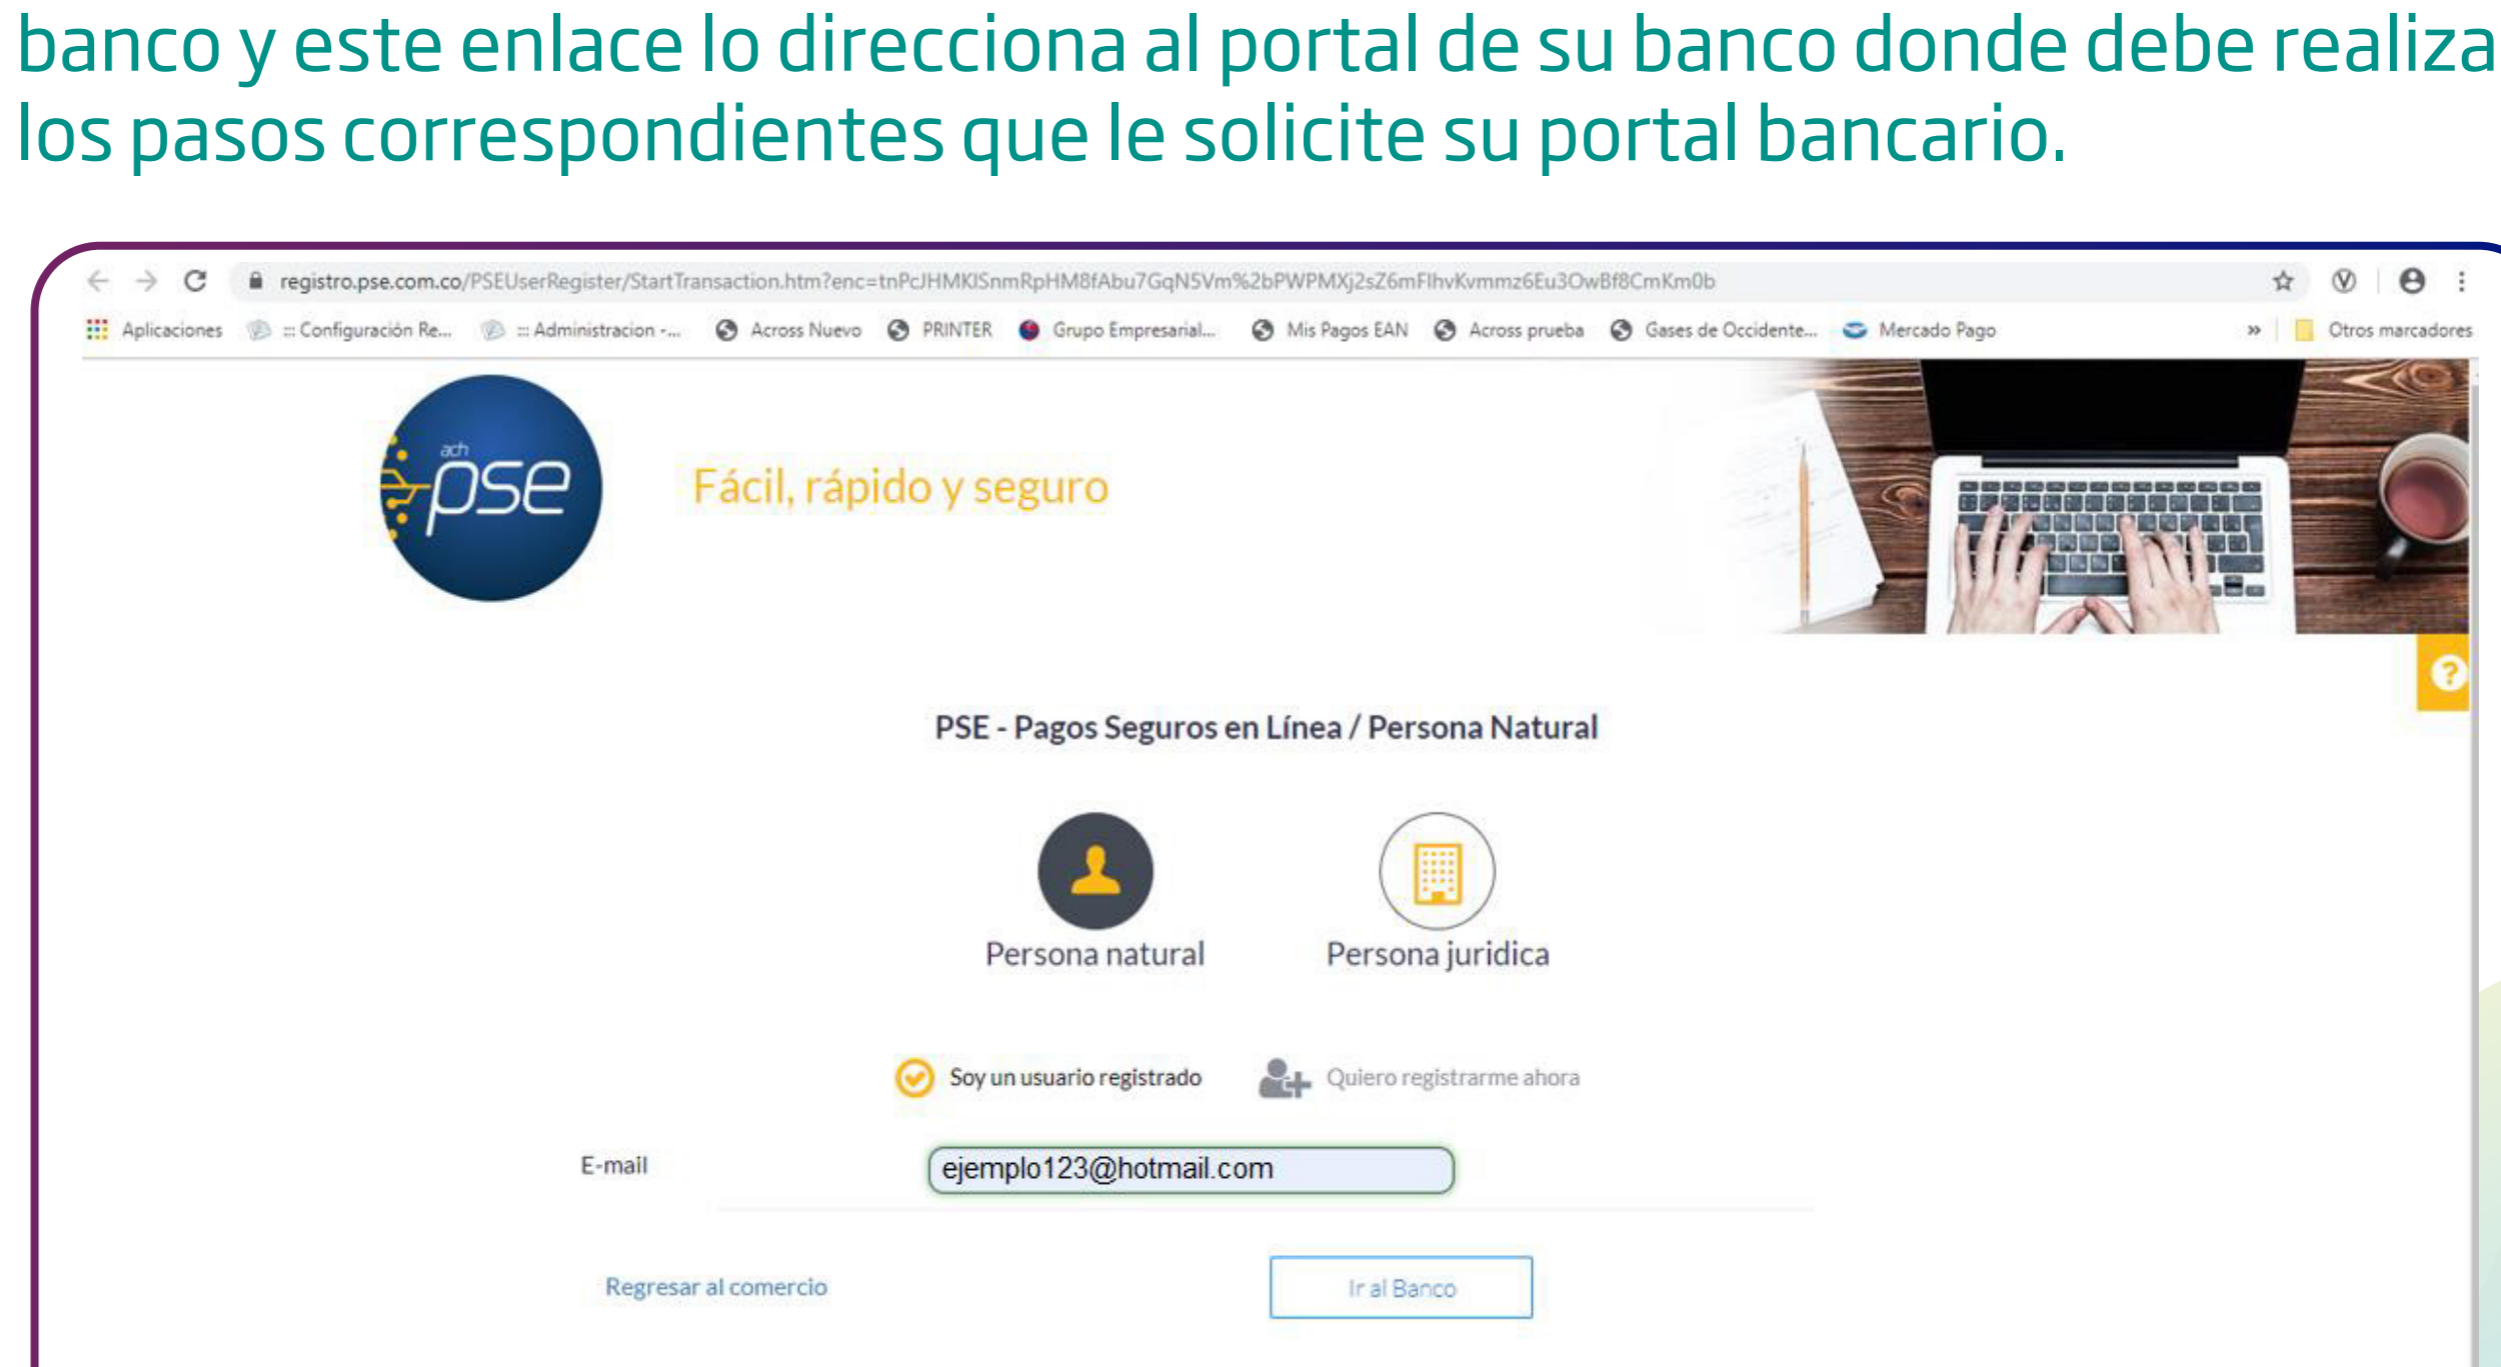 banco y este enlace lo direcciona al portal de su banco donde debe realiza
los pasos correspondientes que le solicite su portal bancario.
registro.pse.com.co/PSEUserRegister/StartTransaction.htm?enc=tnPcJHMKlSnmRpHM8fAbu7GqN5Vm%2bPWPMXj2sZ6mFlhvKvmmz6Eu3OwBf8CmKm0b
Aplicaciones ::: Configuración Re... ::: Administracion -... Across Nuevo PRINTER Grupo Empresarial... Mis Pagos EAN Across prueba Gases de Occidente... Mercado Pago » Otros marcadores
ach
pse
Fácil, rápido y seguro
?
PSE - Pagos Seguros en Línea / Persona Natural
Persona natural Persona juridica
Soy un usuario registrado Quiero registrarme ahora
E-mail ejemplo123@hotmail.com
Regresar al comercio Ir al Banco